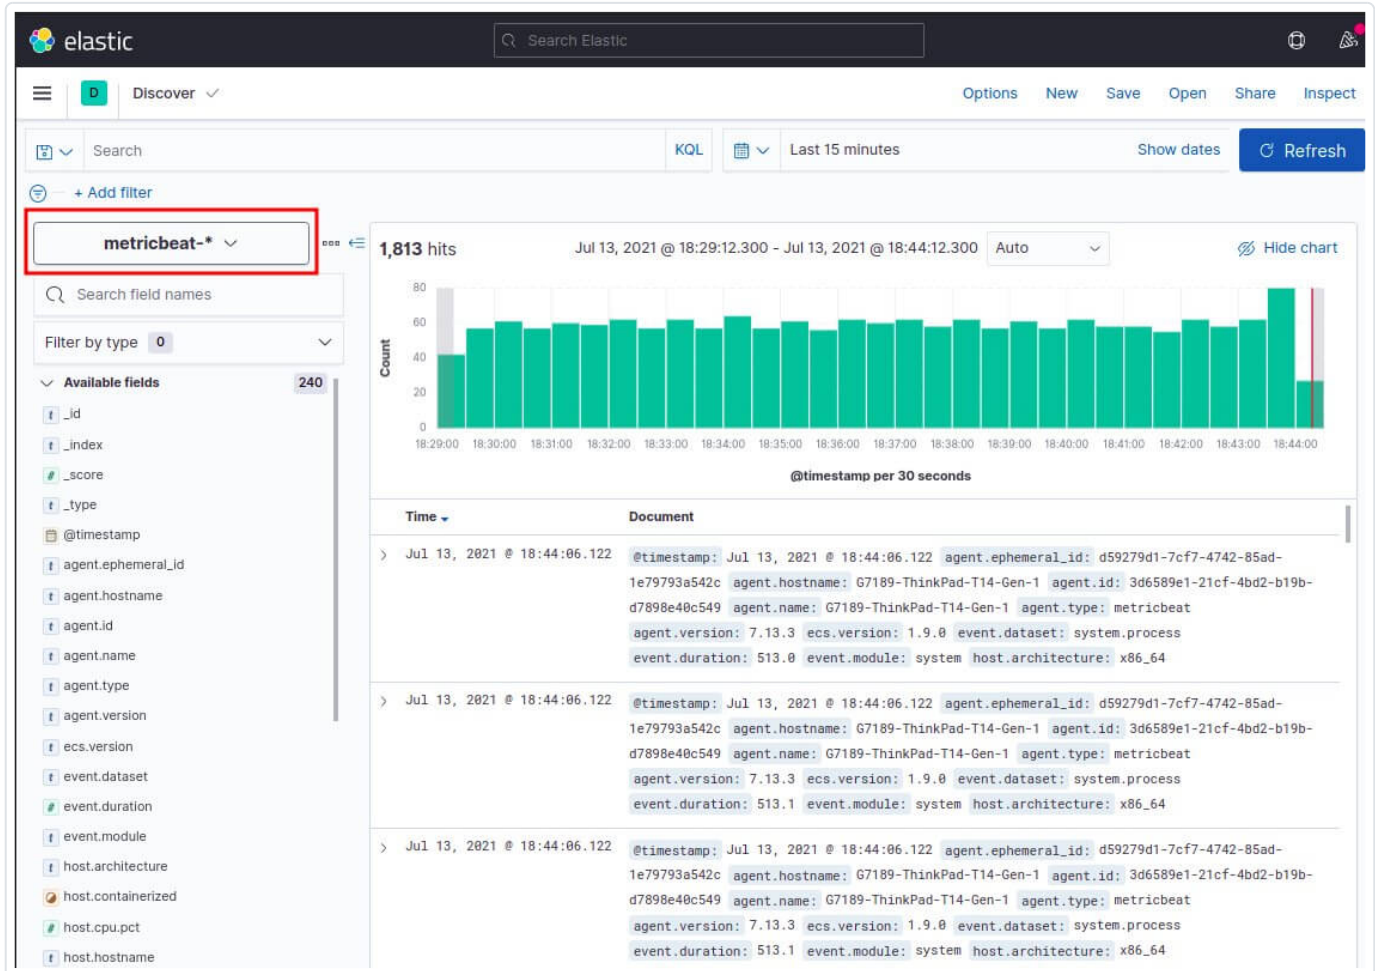 elastic
Search Elastic
D Discover Options New Save Open Share Inspect
Search KQL Last 15 minutes Show dates Refresh
+ Add filter
metricbeat-*
1,813 hits Jul 13, 2021 @ 18:29:12.300 - Jul 13, 2021 @ 18:44:12.300 Auto Hide chart
Search field names
Filter by type 0
Available fields 240
t _id
t _index
# _score
t _type
@timestamp
t agent.ephemeral_id
t agent.hostname
t agent.id
t agent.name
t agent.type
t agent.version
t ecs.version
t event.dataset
# event.duration
t event.module
t host.architecture
host.containerized
# host.cpu.pct
t host.hostname
Count
80
60
40
20
0
18:29:00 18:30:00 18:31:00 18:32:00 18:33:00 18:34:00 18:35:00 18:36:00 18:37:00 18:38:00 18:39:00 18:40:00 18:41:00 18:42:00 18:43:00 18:44:00
@timestamp per 30 seconds
Time Document
Jul 13, 2021 @ 18:44:06.122 @timestamp: Jul 13, 2021 @ 18:44:06.122 agent.ephemeral_id: d59279d1-7cf7-4742-85ad-
1e79793a542c agent.hostname: G7189-ThinkPad-T14-Gen-1 agent.id: 3d6589e1-21cf-4bd2-b19b-
d7898e40c549 agent.name: G7189-ThinkPad-T14-Gen-1 agent.type: metricbeat
agent.version: 7.13.3 ecs.version: 1.9.0 event.dataset: system.process
event.duration: 513.0 event.module: system host.architecture: x86_64
Jul 13, 2021 @ 18:44:06.122 @timestamp: Jul 13, 2021 @ 18:44:06.122 agent.ephemeral_id: d59279d1-7cf7-4742-85ad-
1e79793a542c agent.hostname: G7189-ThinkPad-T14-Gen-1 agent.id: 3d6589e1-21cf-4bd2-b19b-
d7898e40c549 agent.name: G7189-ThinkPad-T14-Gen-1 agent.type: metricbeat
agent.version: 7.13.3 ecs.version: 1.9.0 event.dataset: system.process
event.duration: 513.1 event.module: system host.architecture: x86_64
Jul 13, 2021 @ 18:44:06.122 @timestamp: Jul 13, 2021 @ 18:44:06.122 agent.ephemeral_id: d59279d1-7cf7-4742-85ad-
1e79793a542c agent.hostname: G7189-ThinkPad-T14-Gen-1 agent.id: 3d6589e1-21cf-4bd2-b19b-
d7898e40c549 agent.name: G7189-ThinkPad-T14-Gen-1 agent.type: metricbeat
agent.version: 7.13.3 ecs.version: 1.9.0 event.dataset: system.process
event.duration: 513.1 event.module: system host.architecture: x86_64